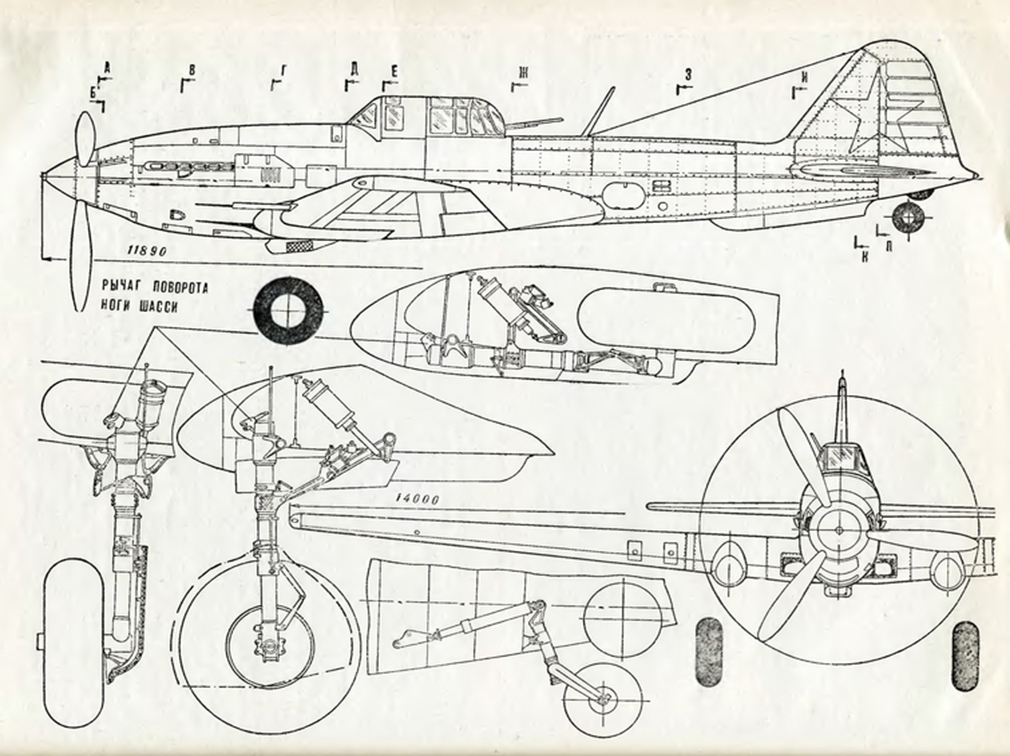 А
Б
В
Г
Д
Е
Ж
З
И
К
П
11890
РЫЧАГ ПОВОРОТА
НОГИ ШАССИ
14000